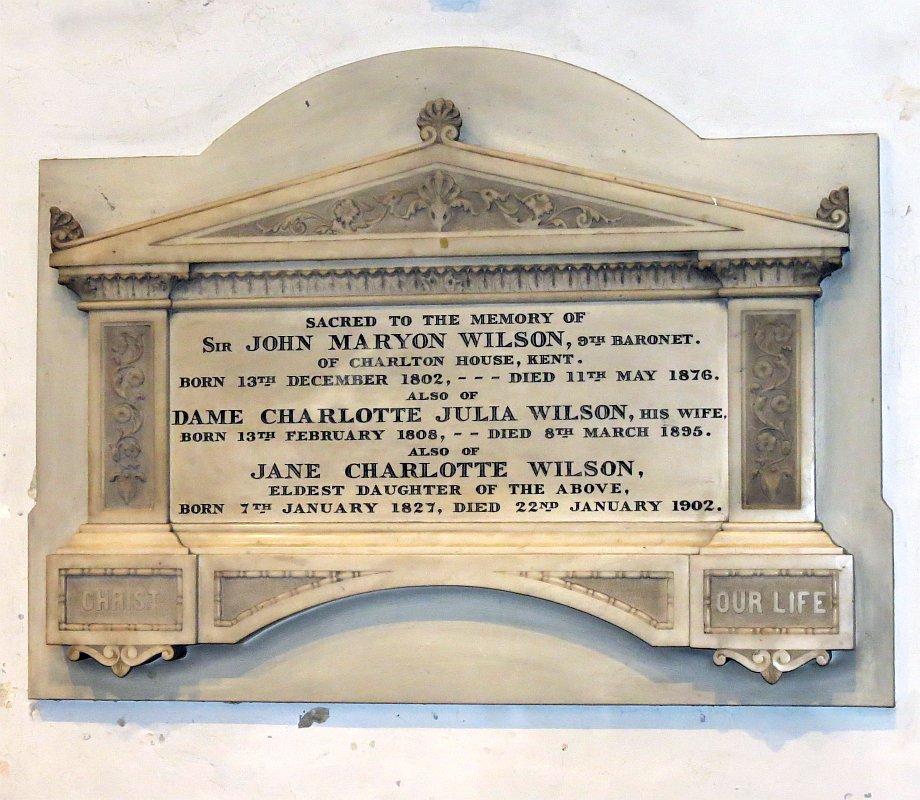 SACRED TO THE MEMORY OF
SIR JOHN MARYON WILSON, 9TH BARONET.
OF CHARLTON HOUSE, KENT.
BORN 13TH DECEMBER 1802, - - - DIED 11TH MAY 1876.
ALSO OF
DAME CHARLOTTE JULIA WILSON, HIS WIFE,
BORN 13TH FEBRUARY 1808, - - DIED 8TH MARCH 1895.
ALSO OF
JANE CHARLOTTE WILSON,
ELDEST DAUGHTER OF THE ABOVE,
BORN 7TH JANUARY 1827, DIED 22ND JANUARY 1902.
CHRIST OUR LIFE